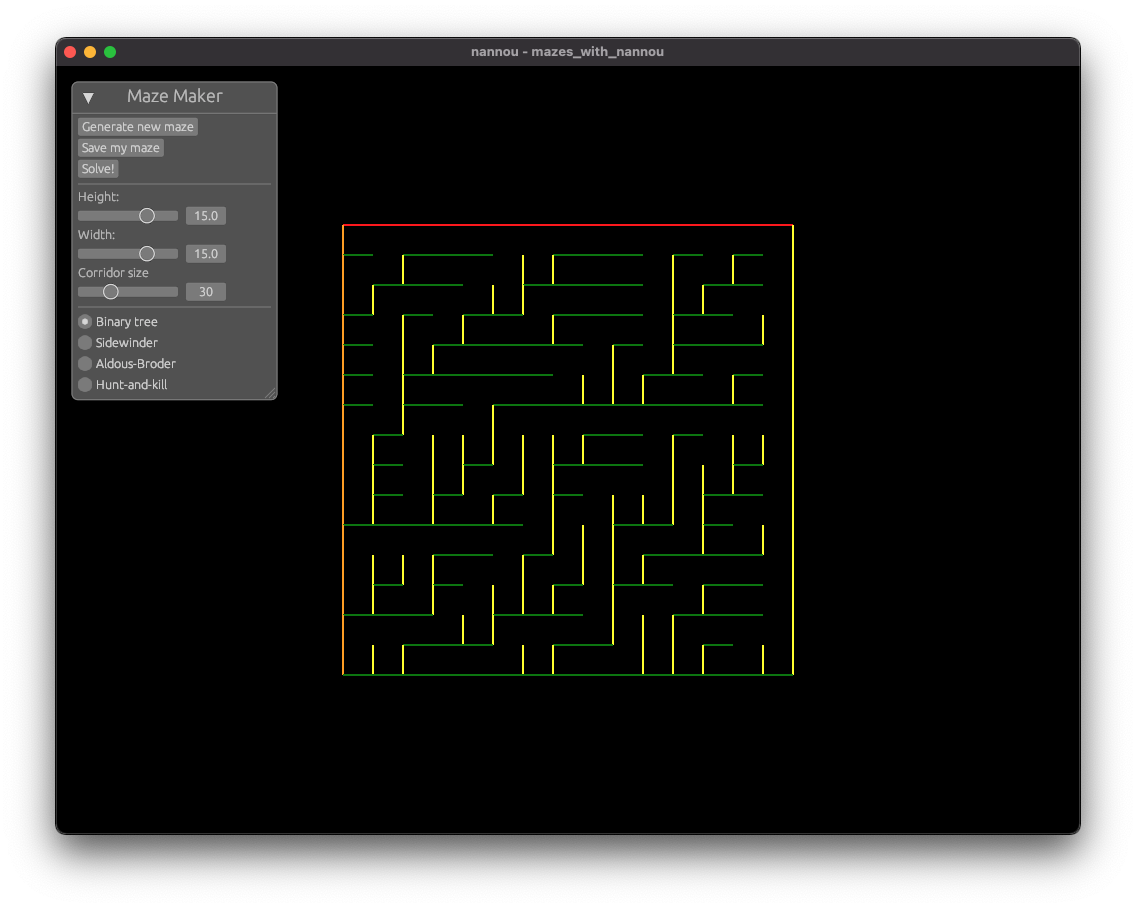 nannou - mazes_with_nannou
▼ Maze Maker
Generate new maze
Save my maze
Solve!
Height:
15.0
Width:
15.0
Corridor size
30
Binary tree
Sidewinder
Aldous-Broder
Hunt-and-kill